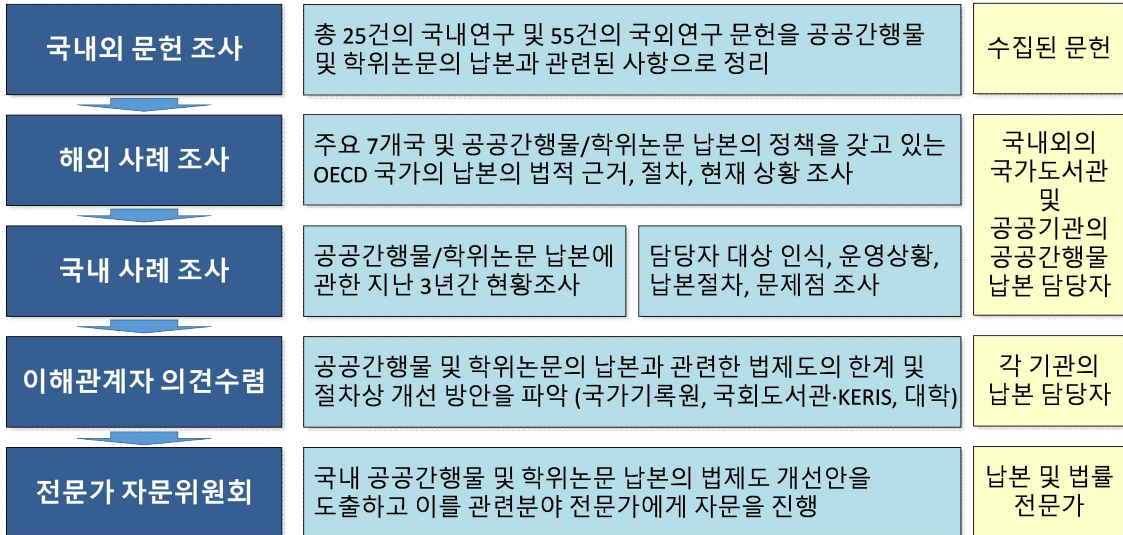 국내외 문헌 조사
총 25건의 국내연구 및 55건의 국외연구 문헌을 공공간행물
및 학위논문의 납본과 관련된 사항으로 정리
수집된 문헌
해외 사례 조사
주요 7개국 및 공공간행물/학위논문 납본의 정책을 갖고 있는
OECD 국가의 납본의 법적 근거, 절차, 현재 상황 조사
국내외의
국가도서관
및
공공기관의
공공간행물
납본 담당자
국내 사례 조사
공공간행물/학위논문 납본에
관한 지난 3년간 현황조사
담당자 대상 인식, 운영상황,
납본절차, 문제점 조사
이해관계자 의견수렴
공공간행물 및 학위논문의 납본과 관련한 법제도의 한계 및
절차상 개선 방안을 파악 (국가기록원, 국회도서관·KERIS, 대학)
각 기관의
납본 담당자
전문가 자문위원회
국내 공공간행물 및 학위논문 납본의 법제도 개선안을
도출하고 이를 관련분야 전문가에게 자문을 진행
납본 및 법률
전문가